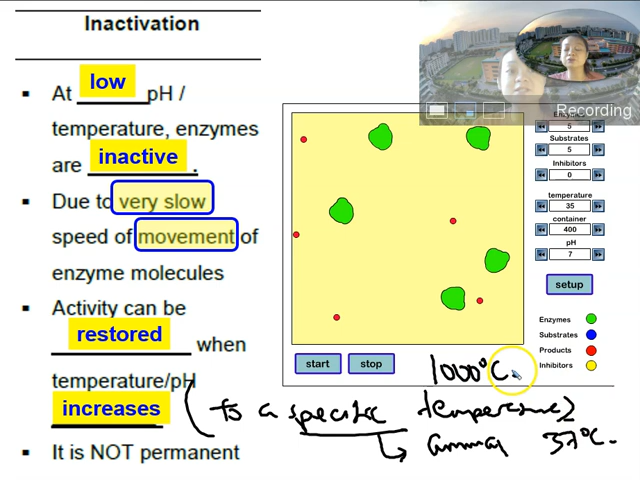 Inactivation
▪ At low pH /
temperature, enzymes
are inactive .
▪ Due to very slow
speed of movement of
enzyme molecules
▪ Activity can be
restored when
temperature/pH
increases
▪ It is NOT permanent
Recording
Enzymes
5
Substrates
5
Inhibitors
0
temperature
35
container
400
pH
7
setup
Enzymes
Substrates
Products
Inhibitors
start stop
1000°C
to a specific temperature
37°C.